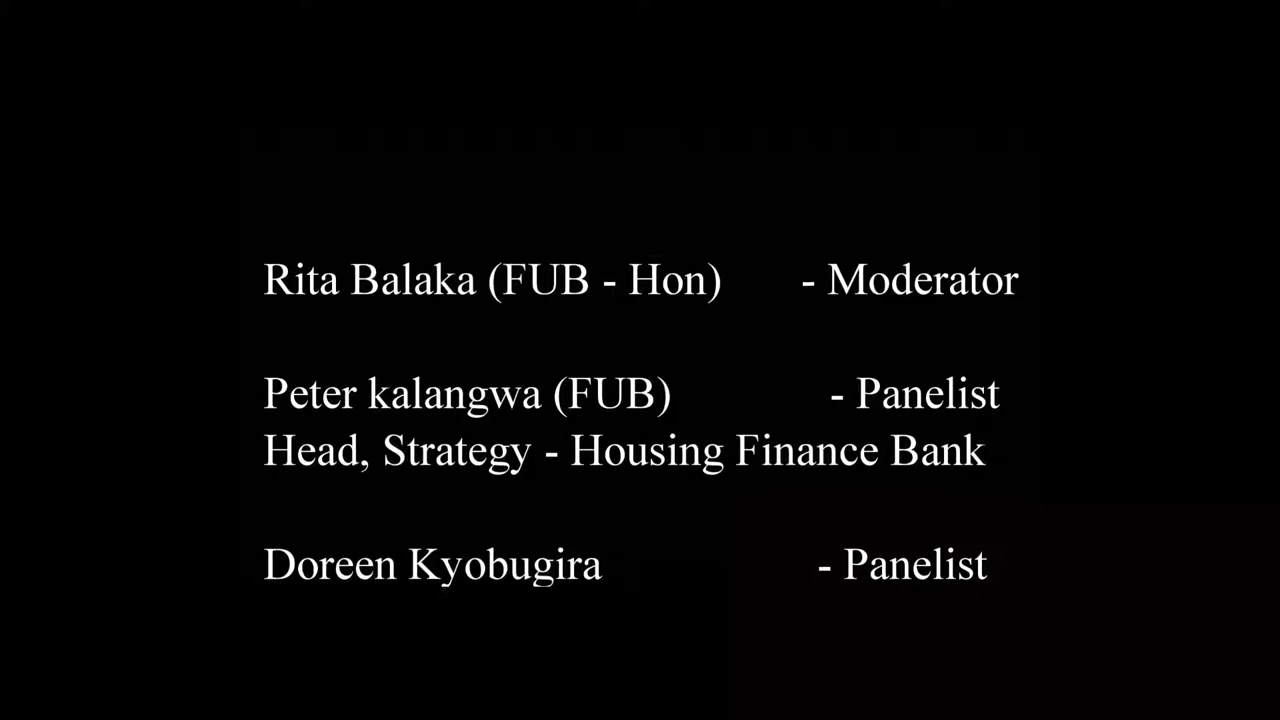 Rita Balaka (FUB - Hon) - Moderator
Peter kalangwa (FUB) - Panelist
Head, Strategy - Housing Finance Bank
Doreen Kyobugira - Panelist